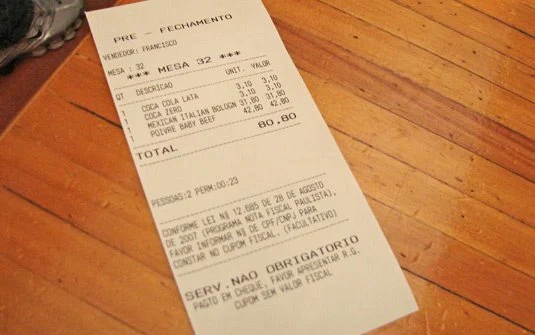 PRE - FECHAMENTO
VENDEDOR: FRANCISCO
MESA : 32
*** MESA 32 ***
QT DESCRICAO UNIT. VALOR
1 COCA COLA LATA 3,10 3,10
1 COCA ZERO 3,10 3,10
1 MEXICAN ITALIAN BOLOGN 31,80 31,80
1 POIVRE BABY BEEF 42,80 42,80
TOTAL 80,80
PESSOAS:2 PERM:00:23
CONFORME LEI Nº 12.685 DE 28 DE AGOSTO
DE 2007 (PROGRAMA NOTA FISCAL PAULISTA),
FAVOR INFORMAR Nº DE CPF/CNPJ PARA
CONSTAR NO CUPOM FISCAL. (FACULTATIVO)
SERV.NAO OBRIGATORIO
PAGTO EM CHEQUE, FAVOR APRESENTAR R.G.
CUPOM SEM VALOR FISCAL